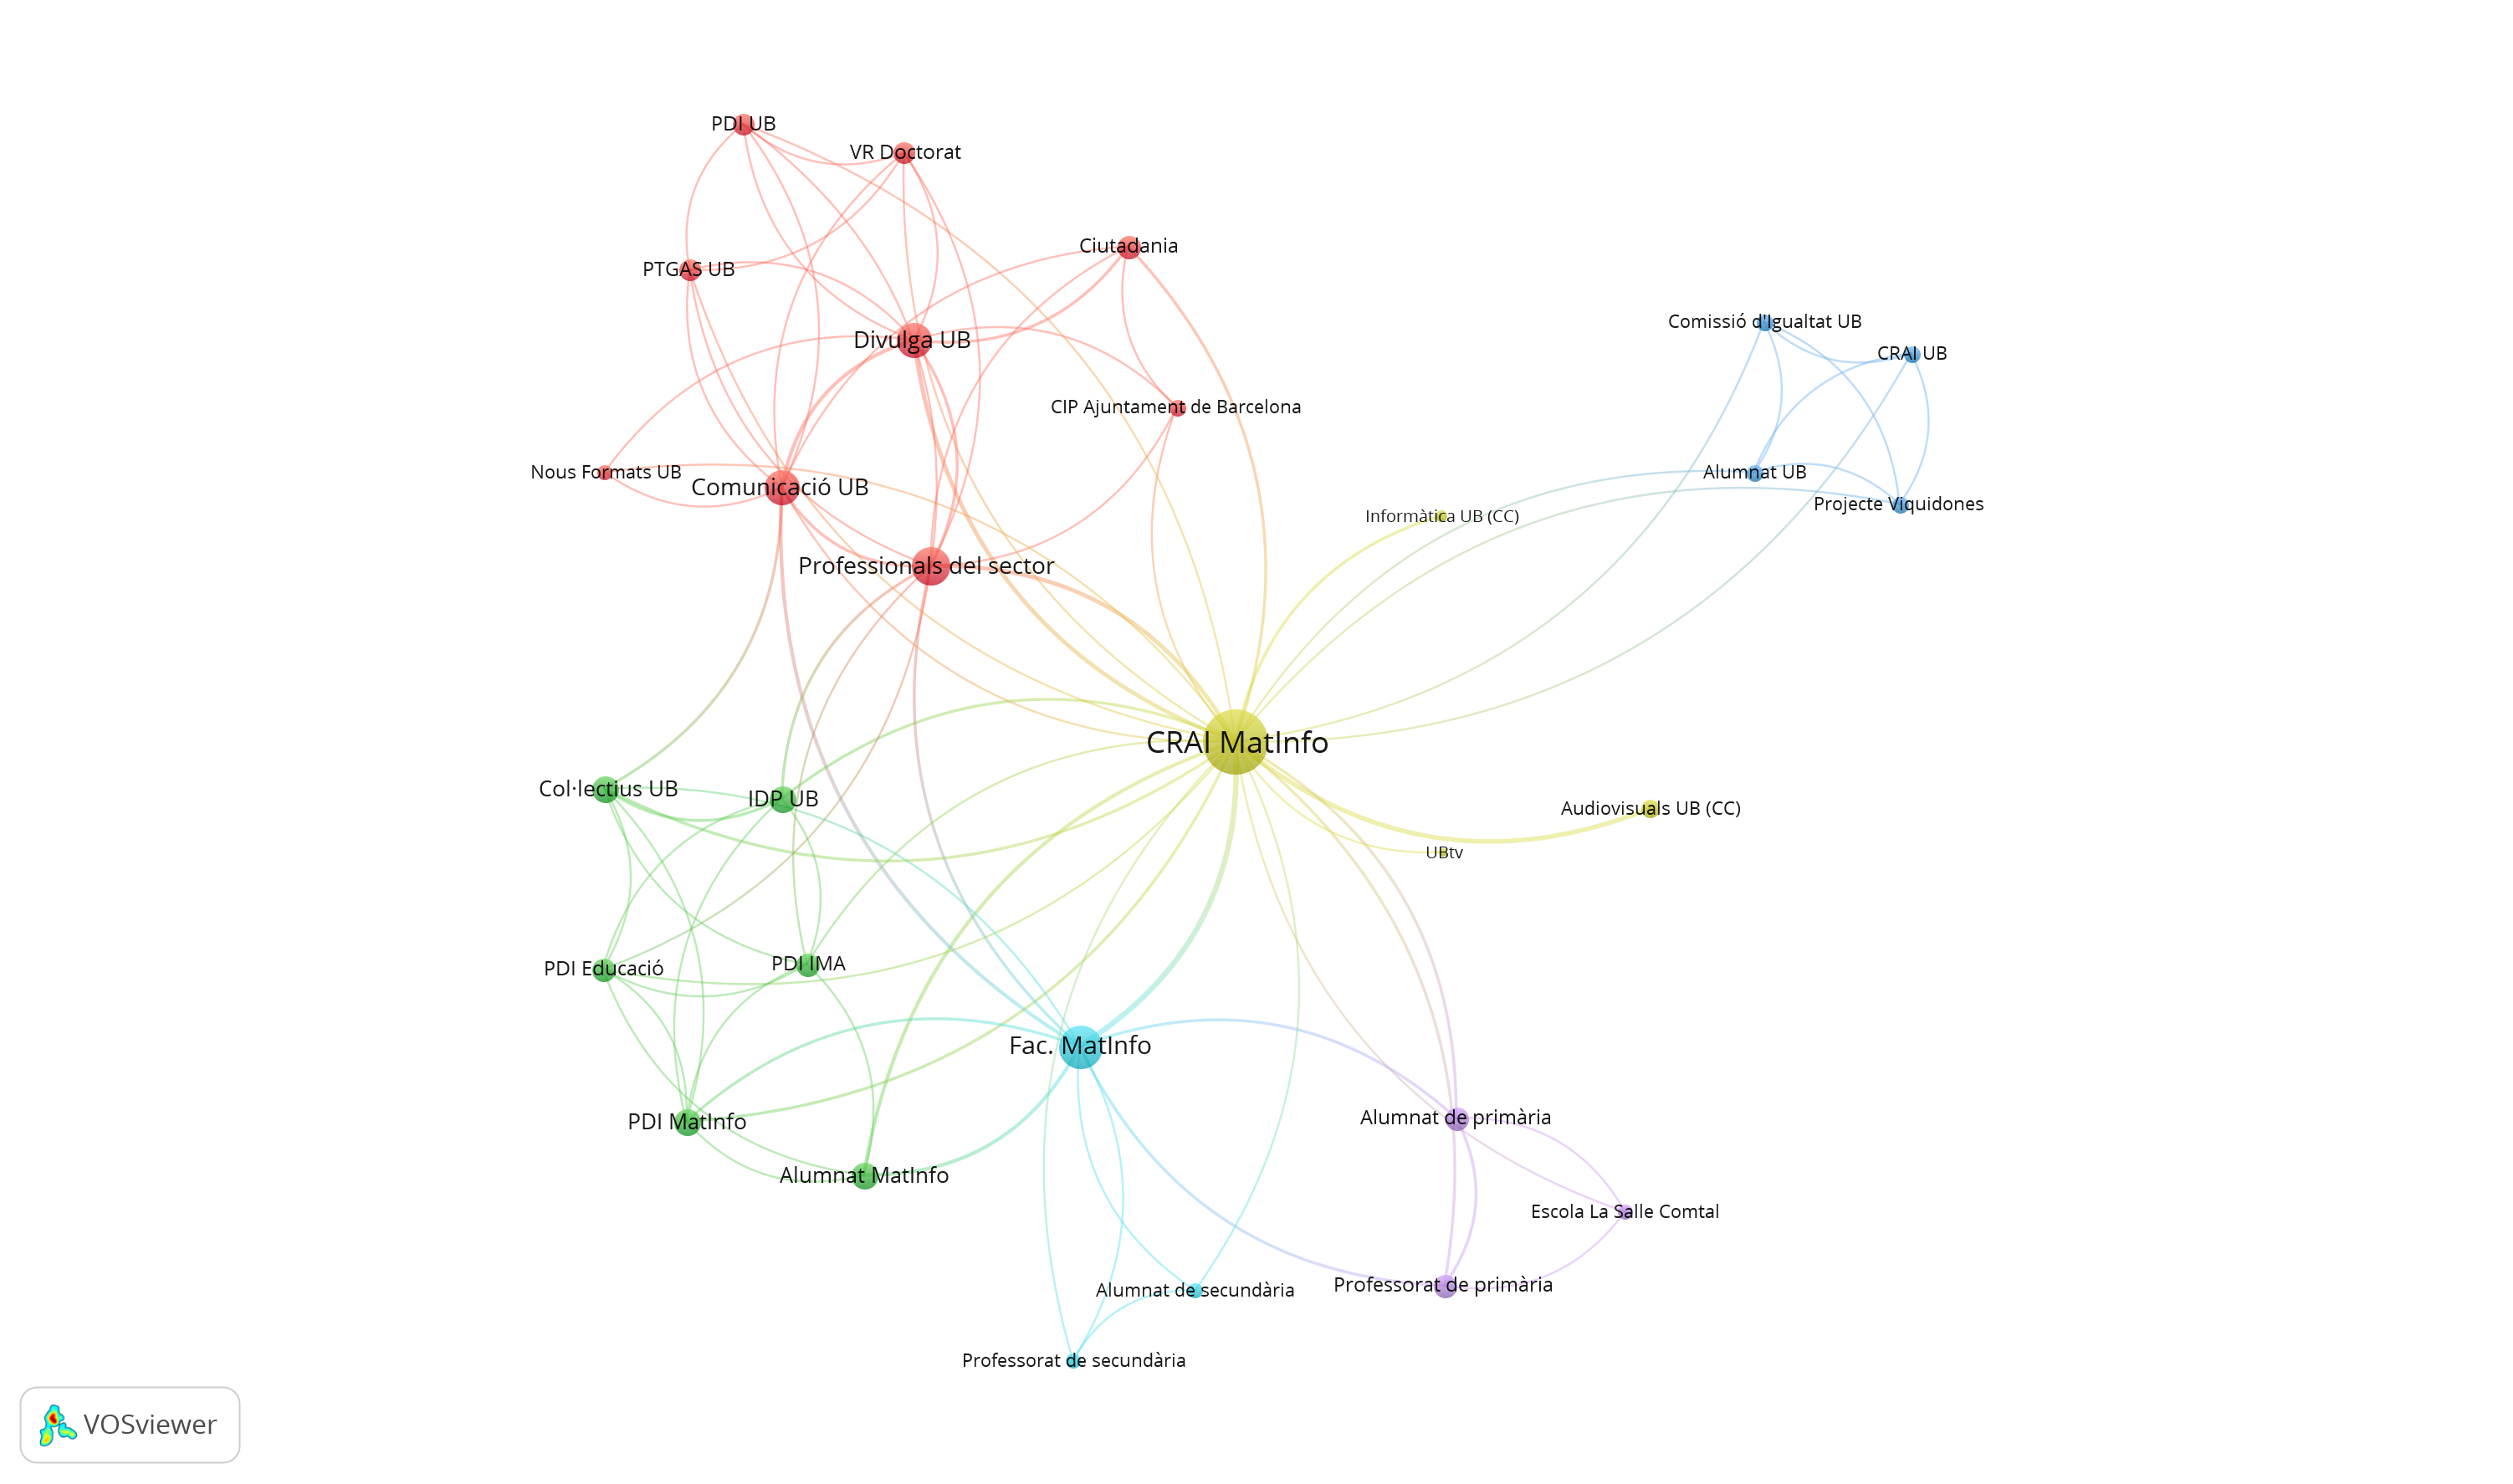 PDI UB
VR Doctorat
Ciutadania
PTGAS UB
Comissió d'Igualtat UB
Divulga UB
CRAI UB
CIP Ajuntament de Barcelona
Nous Formats UB
Alumnat UB
Comunicació UB
Projecte Viquidones
Informàtica UB (CC)
Professionals del sector
CRAI MatInfo
Col·lectius UB
IDP UB
Audiovisuals UB (CC)
UBtv
PDI Educació
PDI IMA
Fac. MatInfo
Alumnat de primària
PDI MatInfo
Alumnat MatInfo
Escola La Salle Comtal
Professorat de primària
Alumnat de secundària
Professorat de secundària
VOSviewer